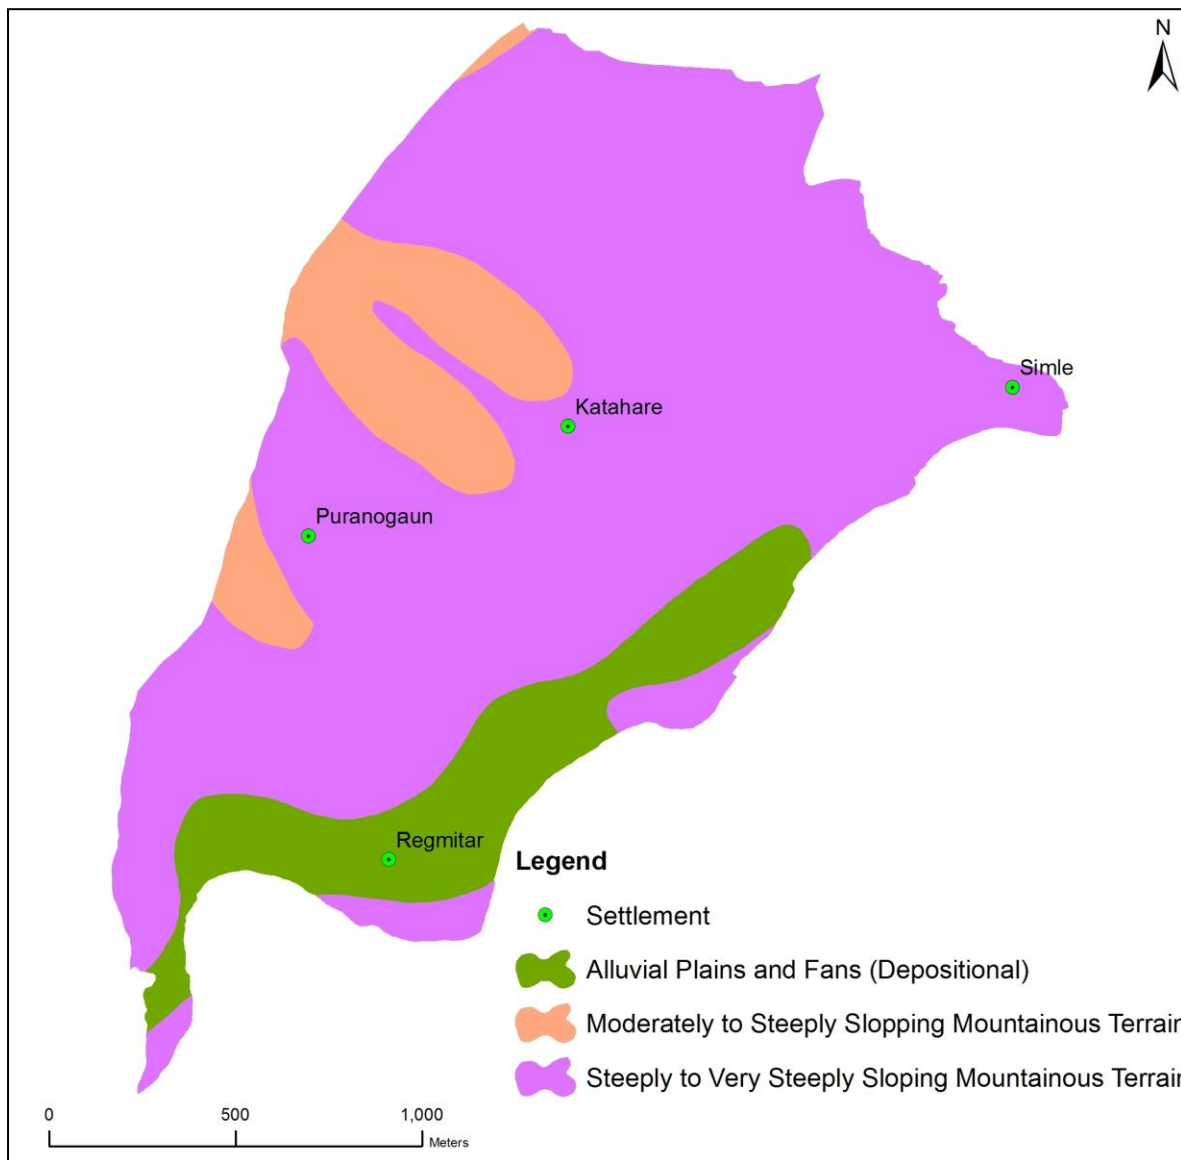 N
Simle
Katahare
Puranogaun
Regmitar
Legend
Settlement
Alluvial Plains and Fans (Depositional)
Moderately to Steeply Slopping Mountainous Terrain
Steeply to Very Steeply Sloping Mountainous Terrain
0 500 1,000
Meters